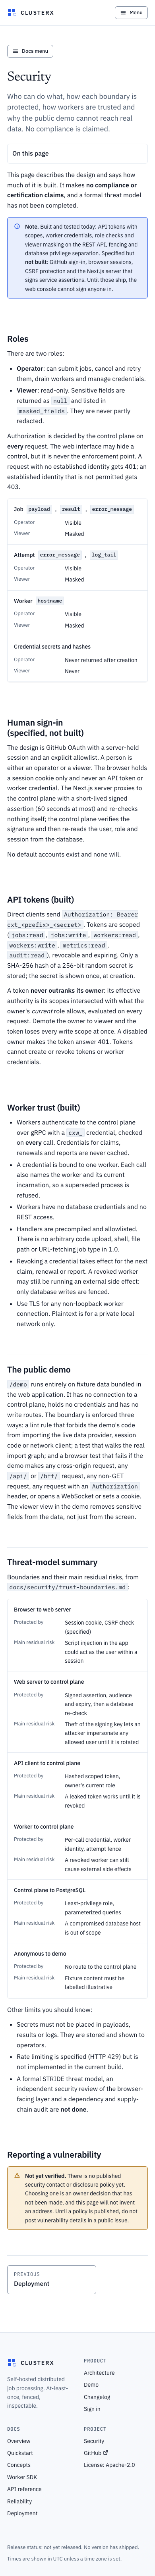 CLUSTERX
Menu
Docs menu
Security
Who can do what, how each boundary is
protected, how workers are trusted and
why the public demo cannot reach real
data. No compliance is claimed.
On this page
This page describes the design and says how
much of it is built. It makes no compliance or
certification claims, and a formal threat model
has not been completed.
Note. Built and tested today: API tokens with
scopes, worker credentials, role checks and
viewer masking on the REST API, fencing and
database privilege separation. Specified but
not built: GitHub sign-in, browser sessions,
CSRF protection and the Next.js server that
signs service assertions. Until those ship, the
web console cannot sign anyone in.
Roles
There are two roles:
Operator: can submit jobs, cancel and retry
them, drain workers and manage credentials.
Viewer: read-only. Sensitive fields are
returned as null and listed in
masked_fields. They are never partly
redacted.
Authorization is decided by the control plane on
every request. The web interface may hide a
control, but it is never the enforcement point. A
request with no established identity gets 401; an
established identity that is not permitted gets
403.
Job payload, result, error_message
Operator Visible
Viewer Masked
Attempt error_message, log_tail
Operator Visible
Viewer Masked
Worker hostname
Operator Visible
Viewer Masked
Credential secrets and hashes
Operator Never returned after creation
Viewer Never
Human sign-in
(specified, not built)
The design is GitHub OAuth with a server-held
session and an explicit allowlist. A person is
either an operator or a viewer. The browser holds
a session cookie and never an API token or
worker credential. The Next.js server proxies to
the control plane with a short-lived signed
assertion (60 seconds at most) and one checks
nothing itself; the control plane verifies the
signature and then re-reads the user, role and
session from the database.
No default accounts exist and none will.
API tokens (built)
Direct clients send Authorization: Bearer
cxt_<prefix>_<secret>. Tokens are scoped
(jobs:read, jobs:write, workers:read,
workers:write, metrics:read,
audit:read), revocable and expiring. Only a
SHA-256 hash of a 256-bit random secret is
stored; the secret is shown once, at creation.
A token never outranks its owner: its effective
authority is its scopes intersected with what the
owner's current role allows, evaluated on every
request. Demote the owner to viewer and the
token loses every write scope at once. A disabled
owner makes the token answer 401. Tokens
cannot create or revoke tokens or worker
credentials.
Worker trust (built)
Workers authenticate to the control plane
over gRPC with a cxw_ credential, checked
on every call. Credentials for claims,
renewals and reports are never cached.
A credential is bound to one worker. Each call
also names the worker and its current
incarnation, so a superseded process is
refused.
Workers have no database credentials and no
REST access.
Handlers are precompiled and allowlisted.
There is no arbitrary code upload, shell, file
path or URL-fetching job type in 1.0.
Revoking a credential takes effect for the next
claim, renewal or report. A revoked worker
may still be running an external side effect:
only database writes are fenced.
Use TLS for any non-loopback worker
connection. Plaintext is for a private local
network only.
The public demo
/demo runs entirely on fixture data bundled in
the web application. It has no connection to a
control plane, holds no credentials and has no
write routes. The boundary is enforced three
ways: a lint rule that forbids the demo's code
from importing the live data provider, session
code or network client; a test that walks the real
import graph; and a browser test that fails if the
demo makes any cross-origin request, any
/api/ or /bff/ request, any non-GET
request, any request with an Authorization
header, or opens a WebSocket or sets a cookie.
The viewer view in the demo removes sensitive
fields from the data, not just from the screen.
Threat-model summary
Boundaries and their main residual risks, from
docs/security/trust-boundaries.md:
Browser to web server
Protected by Session cookie, CSRF check
(specified)
Main residual risk Script injection in the app
could act as the user within a
session
Web server to control plane
Protected by Signed assertion, audience
and expiry, then a database
re-check
Main residual risk Theft of the signing key lets an
attacker impersonate any
allowed user until it is rotated
API client to control plane
Protected by Hashed scoped token,
owner's current role
Main residual risk A leaked token works until it is
revoked
Worker to control plane
Protected by Per-call credential, worker
identity, attempt fence
Main residual risk A revoked worker can still
cause external side effects
Control plane to PostgreSQL
Protected by Least-privilege role,
parameterized queries
Main residual risk A compromised database host
is out of scope
Anonymous to demo
Protected by No route to the control plane
Main residual risk Fixture content must be
labelled illustrative
Other limits you should know:
Secrets must not be placed in payloads,
results or logs. They are stored and shown to
operators.
Rate limiting is specified (HTTP 429) but is
not implemented in the current build.
A formal STRIDE threat model, an
independent security review of the browser-
facing layer and a dependency and supply-
chain audit are not done.
Reporting a vulnerability
Not yet verified. There is no published
security contact or disclosure policy yet.
Choosing one is an owner decision that has
not been made, and this page will not invent
an address. Until a policy is published, do not
put vulnerability details in a public issue.
PREVIOUS
Deployment
CLUSTERX
Self-hosted distributed
job processing. At-least-
once, fenced,
inspectable.
PRODUCT
Architecture
Demo
Changelog
Sign in
DOCS
Overview
Quickstart
Concepts
Worker SDK
API reference
Reliability
Deployment
PROJECT
Security
GitHub
License: Apache-2.0
Release status: not yet released. No version has shipped.
Times are shown in UTC unless a time zone is set.